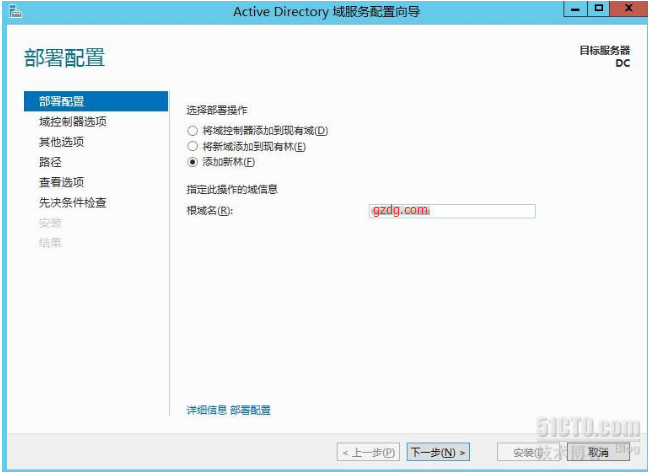 Active Directory 域服务配置向导
部署配置
目标服务器
DC
部署配置
域控制器选项
其他选项
路径
查看选项
先决条件检查
安装
结果
选择部署操作
将域控制器添加到现有域(D)
将新域添加到现有林(E)
添加新林(F)
指定此操作的域信息
根域名(R):
gzdg.com
详细信息 部署配置
< 上一步(P)
下一步(N) >
安装(I)
取消
51CTO.com
技术博 Blog